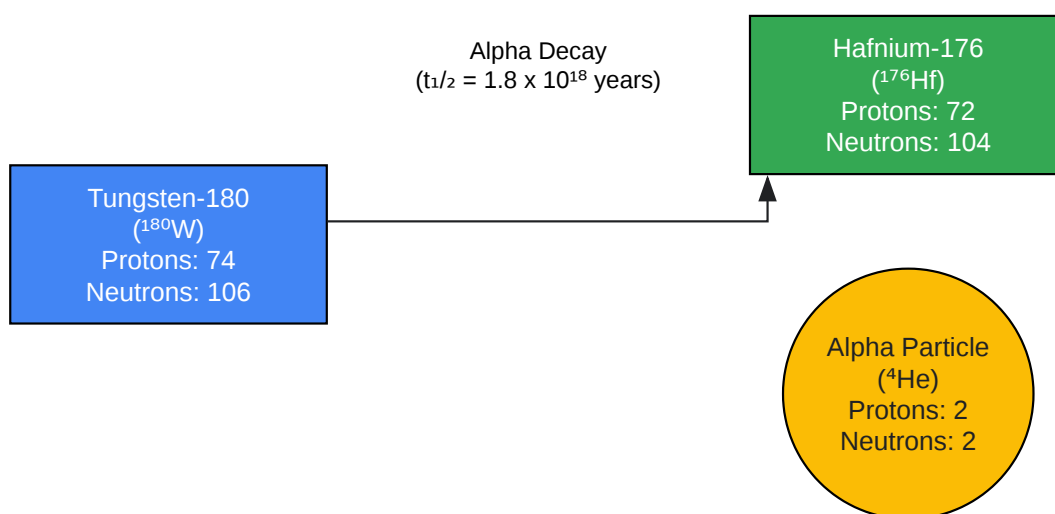 Alpha Decay
(t₁/₂ = 1.8 x 10¹⁸ years)
Hafnium-176
(¹⁷⁶Hf)
Protons: 72
Neutrons: 104
Tungsten-180
(¹⁸⁰W)
Protons: 74
Neutrons: 106
Alpha Particle
(⁴He)
Protons: 2
Neutrons: 2